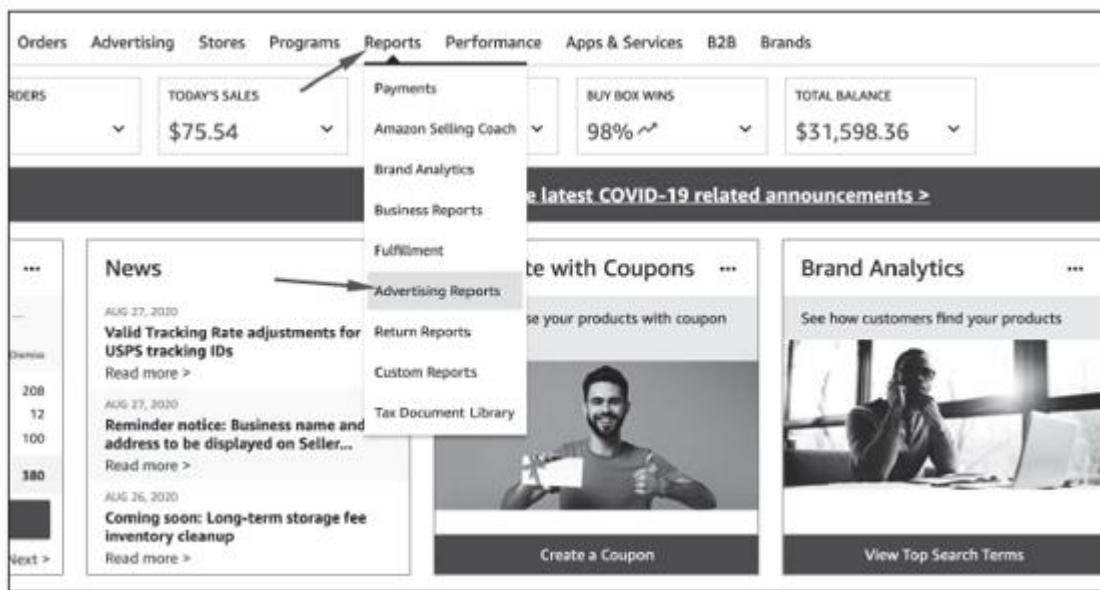 Orders Advertising Stores Programs Reports Performance Apps & Services B2B Brands
RDERS
TODAY'S SALES
$75.54
BUY BOX WINS
98%
TOTAL BALANCE
$31,598.36
Payments
Amazon Selling Coach
Brand Analytics
Business Reports
Fulfillment
Advertising Reports
Return Reports
Custom Reports
Tax Document Library
e latest COVID-19 related announcements >
Dismiss
208
12
100
380
Next >
News
AUG 27, 2020
Valid Tracking Rate adjustments for
USPS tracking IDs
Read more >
AUG 27, 2020
Reminder notice: Business name and
address to be displayed on Seller...
Read more >
AUG 26, 2020
Coming soon: Long-term storage fee
inventory cleanup
Read more >
te with Coupons ...
se your products with coupon
Create a Coupon
Brand Analytics ...
See how customers find your products
View Top Search Terms